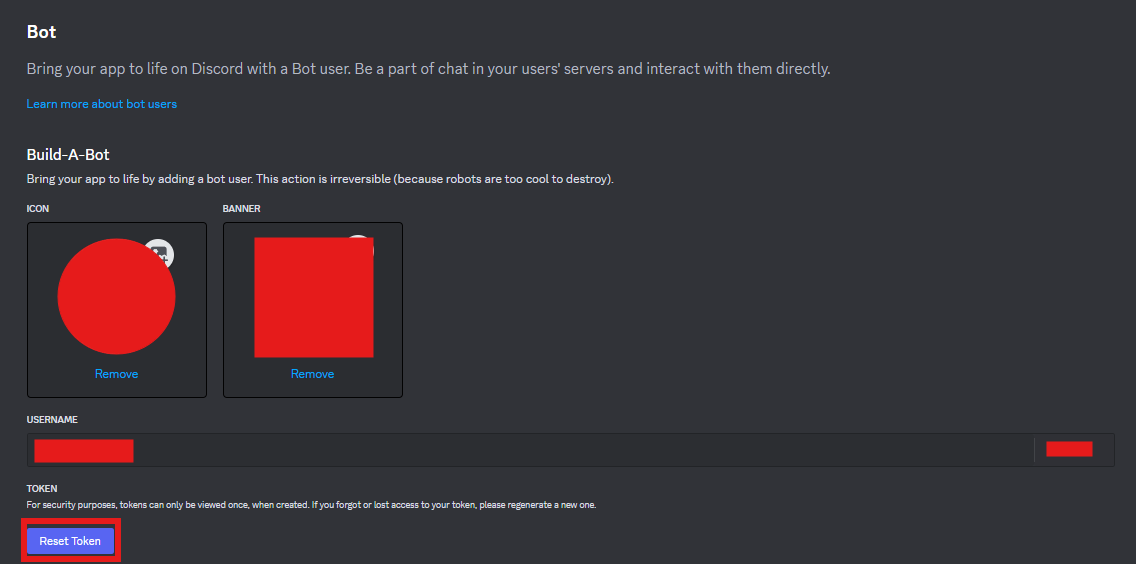 Bot
Bring your app to life on Discord with a Bot user. Be a part of chat in your users' servers and interact with them directly.
Learn more about bot users
Build-A-Bot
Bring your app to life by adding a bot user. This action is irreversible (because robots are too cool to destroy).
ICON
BANNER
Remove
Remove
USERNAME
TOKEN
For security purposes, tokens can only be viewed once, when created. If you forgot or lost access to your token, please regenerate a new one.
Reset Token